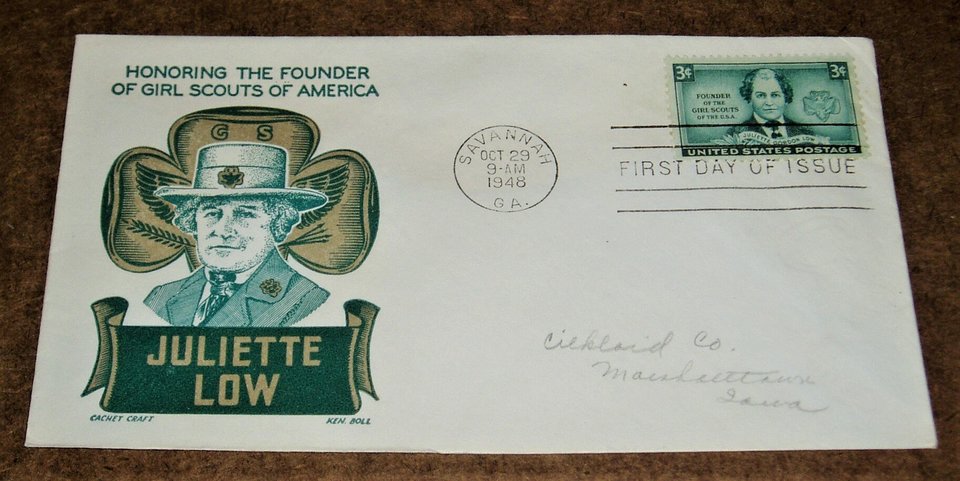 HONORING THE FOUNDER
OF GIRL SCOUTS OF AMERICA
G S
JULIETTE
LOW
CACHET CRAFT
KEN. BOLL
SAVANNAH
OCT 29
9-AM
1948
GA.
3¢
3¢
FOUNDER
OF THE
GIRL SCOUTS
OF THE U.S.A.
JULIETTE GORDON LOW
UNITED STATES POSTAGE
FIRST DAY OF ISSUE
Co.
Marshalltown
Iowa